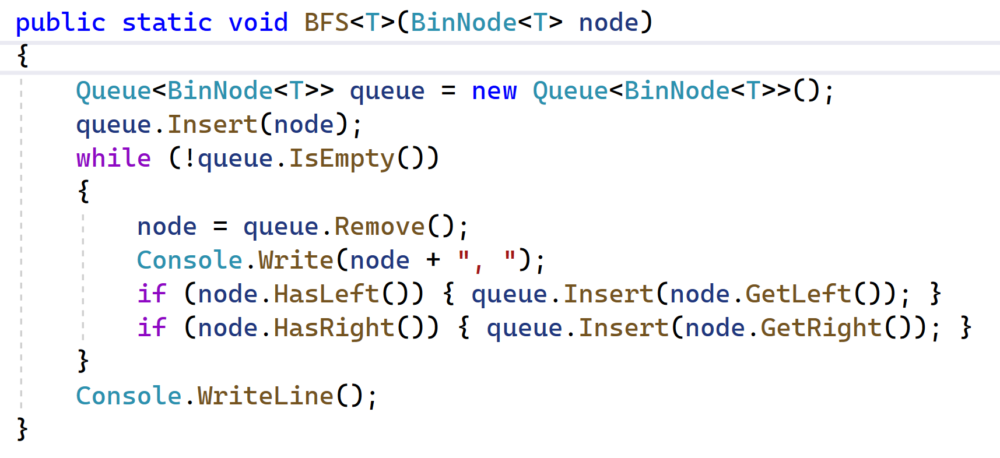 public static void BFS<T>(BinNode<T> node)
{
    Queue<BinNode<T>> queue = new Queue<BinNode<T>>();
    queue.Insert(node);
    while (!queue.IsEmpty())
    {
        node = queue.Remove();
        Console.Write(node + ", ");
        if (node.HasLeft()) { queue.Insert(node.GetLeft()); }
        if (node.HasRight()) { queue.Insert(node.GetRight()); }
    }
    Console.WriteLine();
}